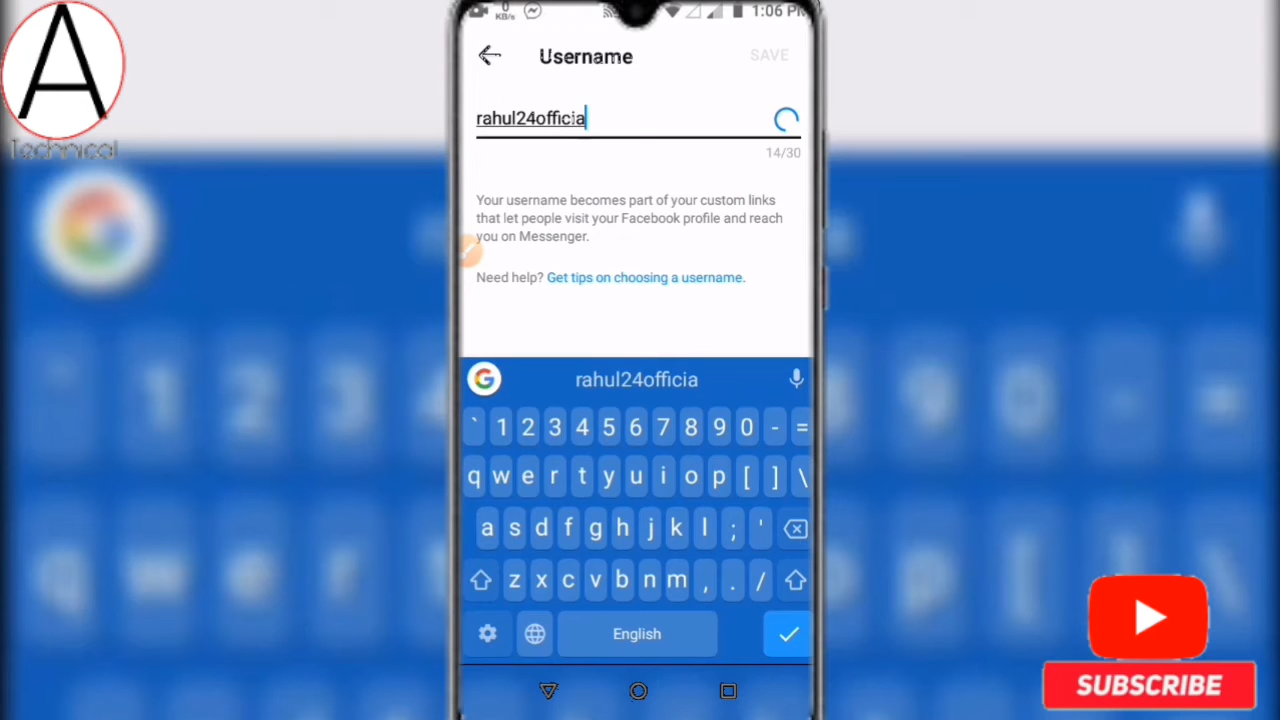 A
Technical
0
KB/s
1:06 PM
Username
SAVE
rahul24officia
14/30
Your username becomes part of your custom links
that let people visit your Facebook profile and reach
you on Messenger.
Need help? Get tips on choosing a username.
G rahul24officia
` 1 2 3 4 5 6 7 8 9 0 - =
q w e r t y u i o p [ ] \
a s d f g h j k l ; '
z x c v b n m , . /
English
SUBSCRIBE